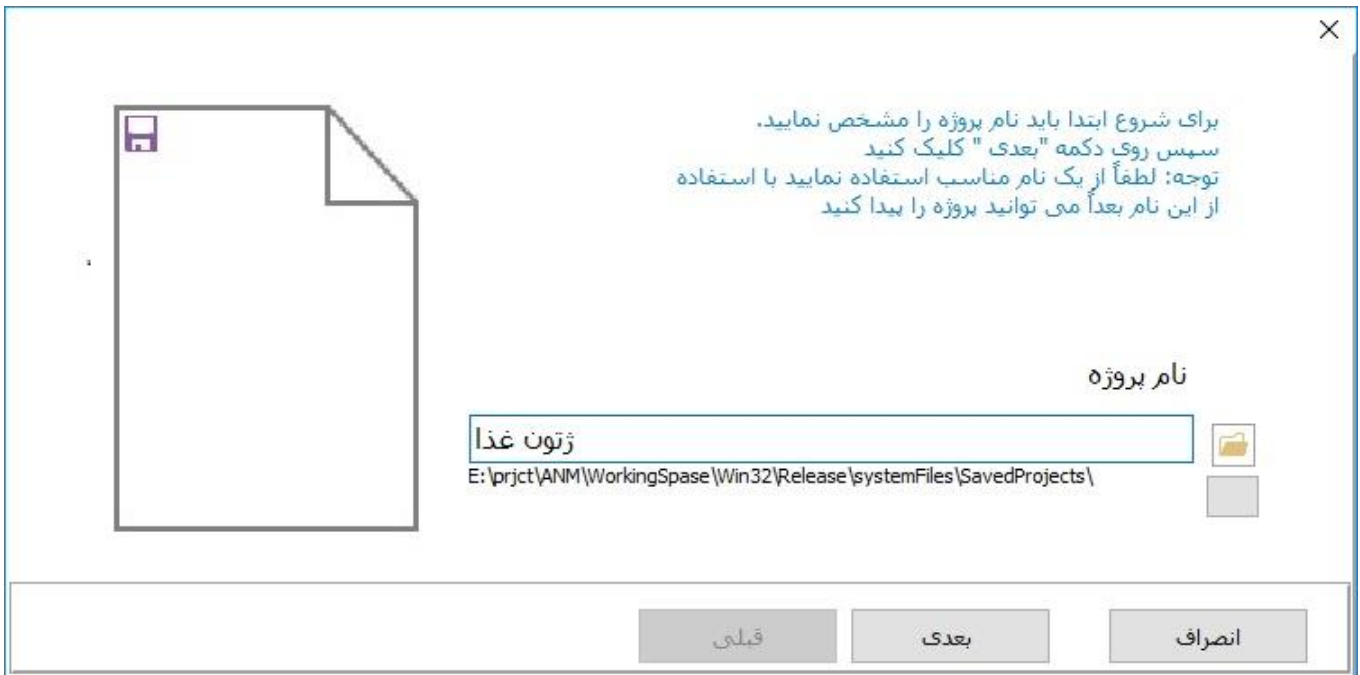 برای شروع ابتدا باید نام پروژه را مشخص نمایید.
سپس روی دکمه "بعدی " کلیک کنید
توجه: لطفاً از یک نام مناسب استفاده نمایید با استفاده
از این نام بعداً می توانید پروژه را پیدا کنید
نام پروژه
ژتون غذا
E:\prjct\ANM\WorkingSpase\Win32\Release\systemFiles\SavedProjects\
انصراف
بعدی
قبلی